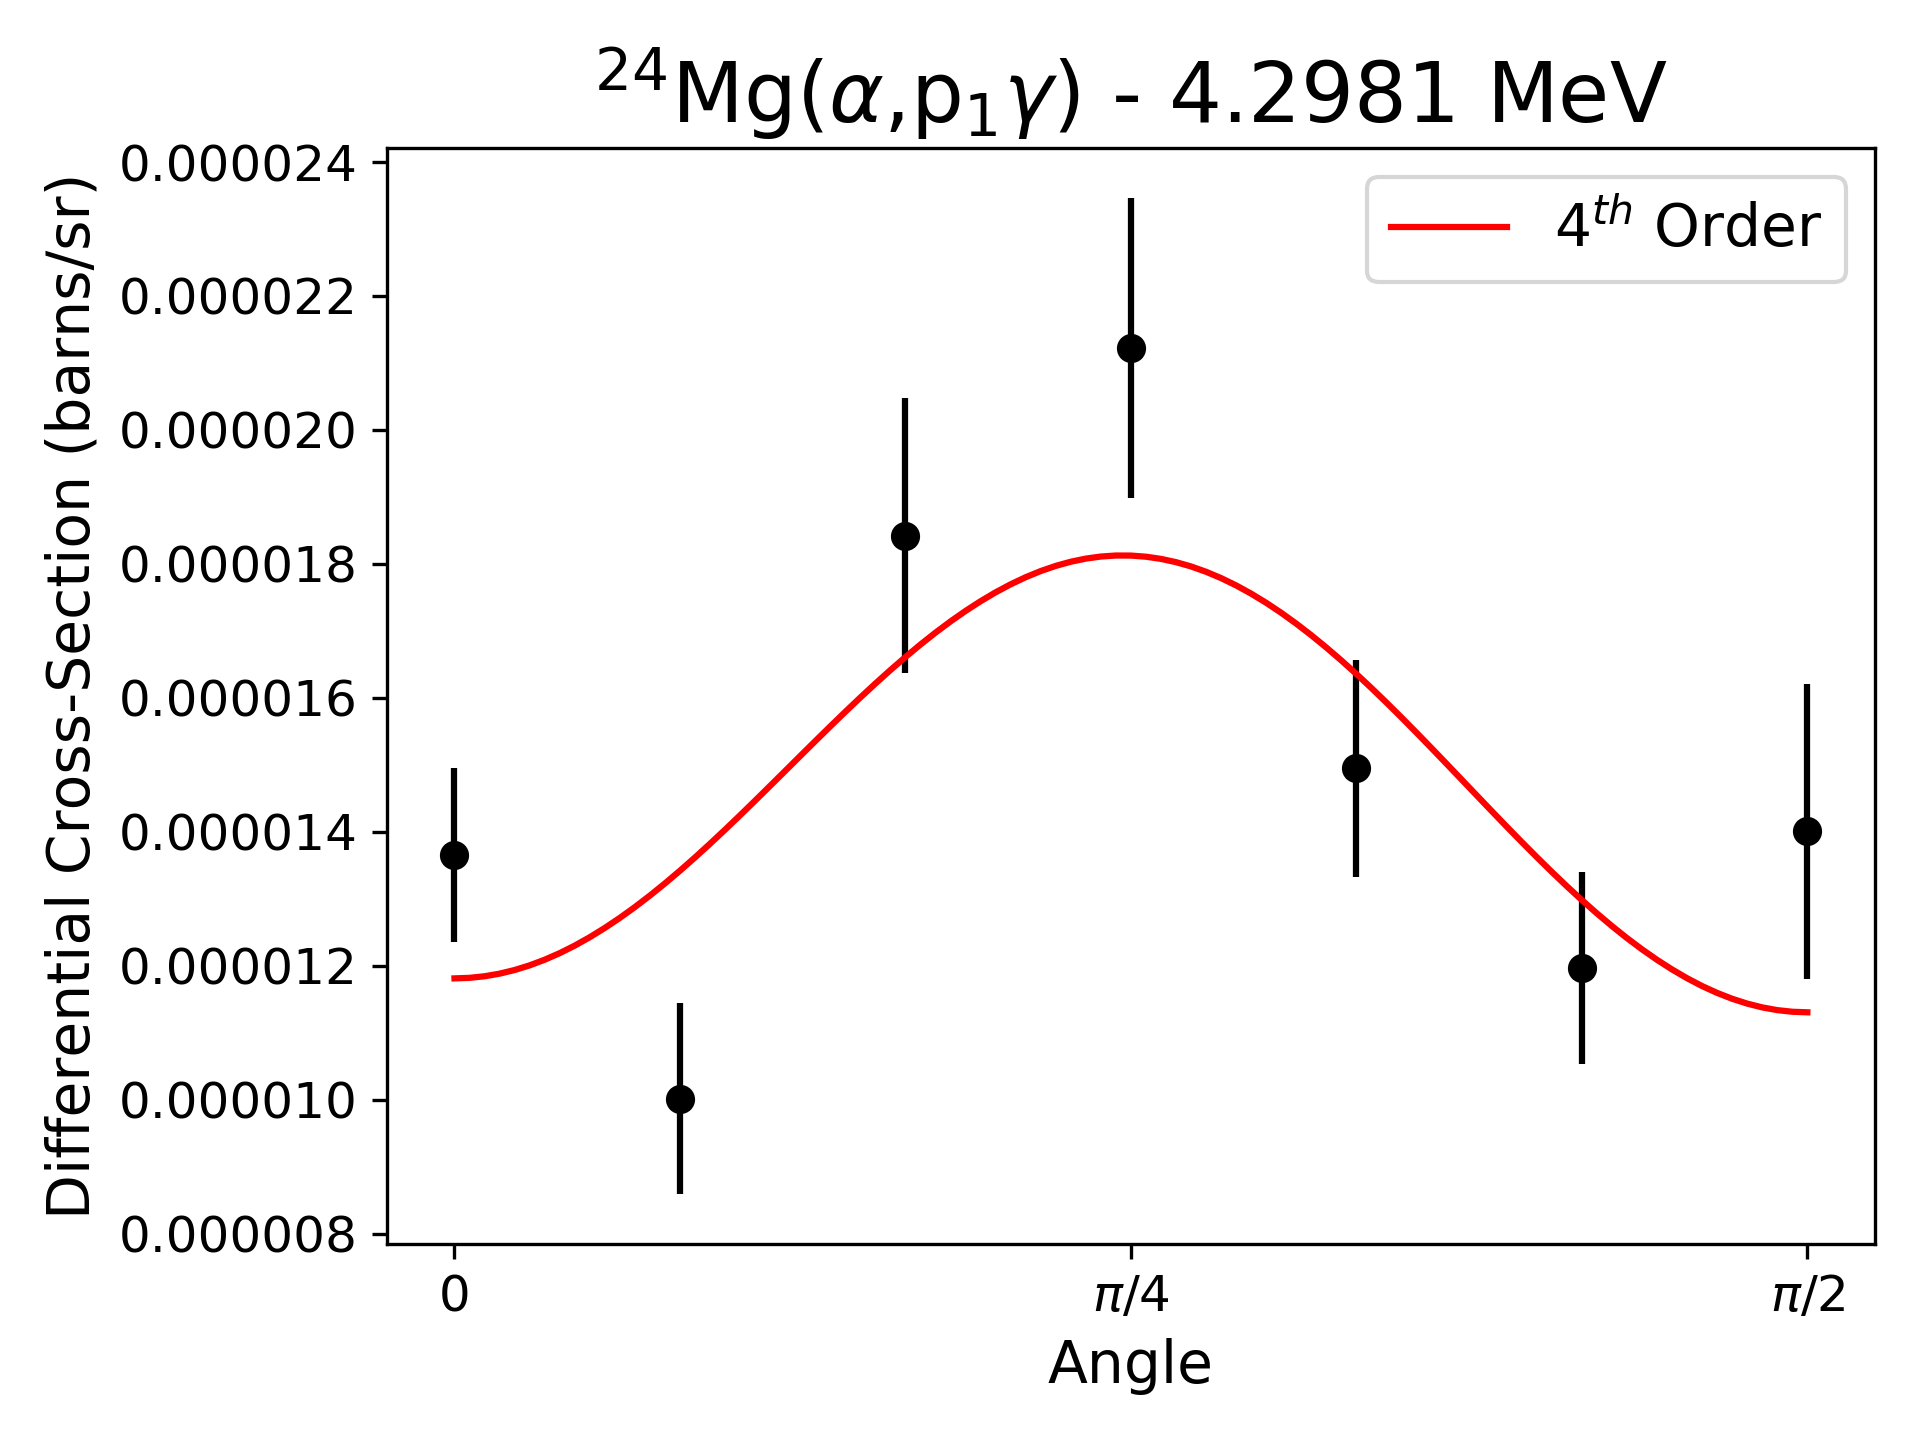 ²⁴Mg(α,p₁γ) - 4.2981 MeV
4ᵗʰ Order
Differential Cross-Section (barns/sr)
0.000024
0.000022
0.000020
0.000018
0.000016
0.000014
0.000012
0.000010
0.000008
0 π/4 π/2
Angle